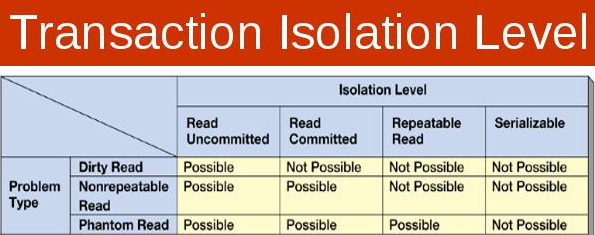 Transaction Isolation Level
Isolation Level
Read Uncommitted Read Committed Repeatable Read Serializable
Problem Type
Dirty Read Possible Not Possible Not Possible Not Possible
Nonrepeatable Read Possible Possible Not Possible Not Possible
Phantom Read Possible Possible Possible Not Possible